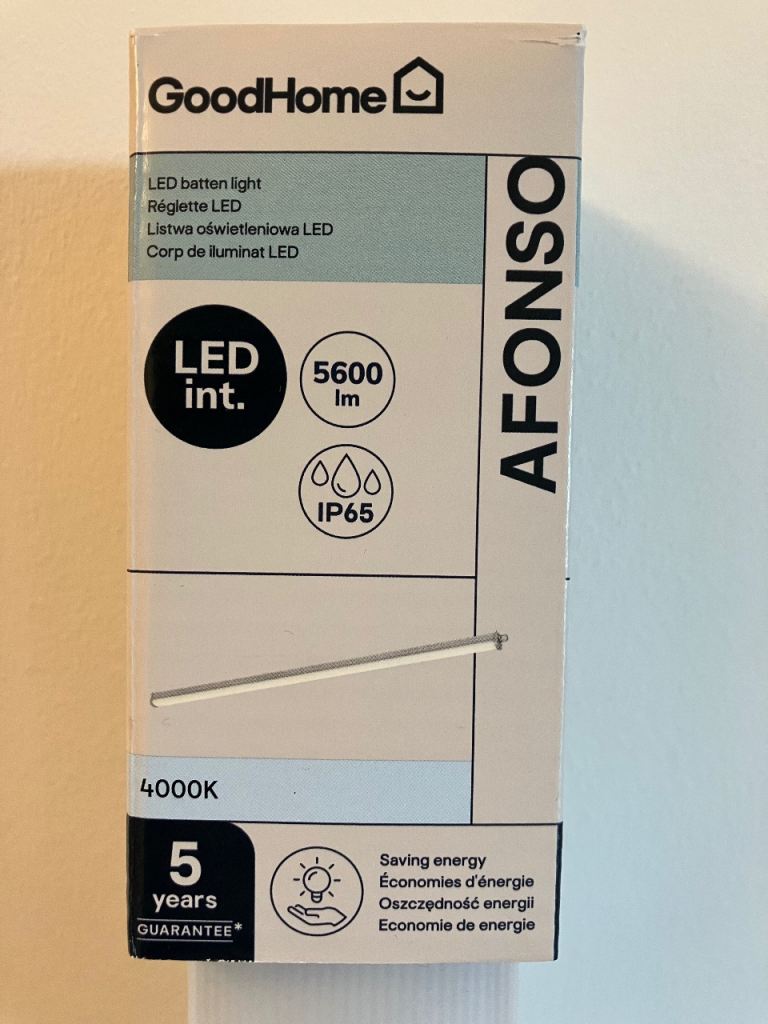 GoodHome
LED batten light
Réglette LED
Listwa oświetleniowa LED
Corp de iluminat LED
AFONSO
LED
int.
5600
lm
IP65
4000K
5
years
GUARANTEE*
Saving energy
Économies d'énergie
Oszczędność energii
Economie de energie